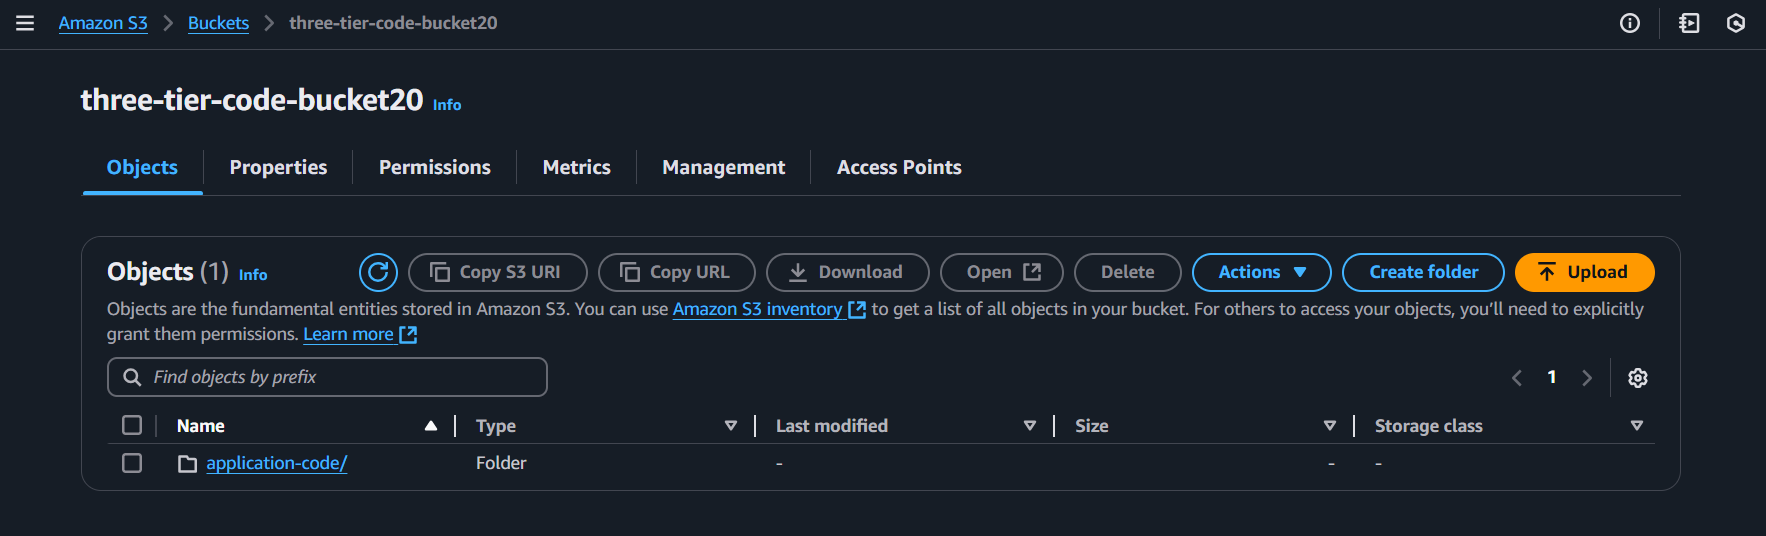 Amazon S3 > Buckets > three-tier-code-bucket20
three-tier-code-bucket20 Info
Objects Properties Permissions Metrics Management Access Points
Objects (1) Info Copy S3 URI Copy URL Download Open Delete Actions Create folder Upload
Objects are the fundamental entities stored in Amazon S3. You can use Amazon S3 inventory to get a list of all objects in your bucket. For others to access your objects, you’ll need to explicitly
grant them permissions. Learn more
Find objects by prefix 1
Name Type Last modified Size Storage class
application-code/ Folder - - -